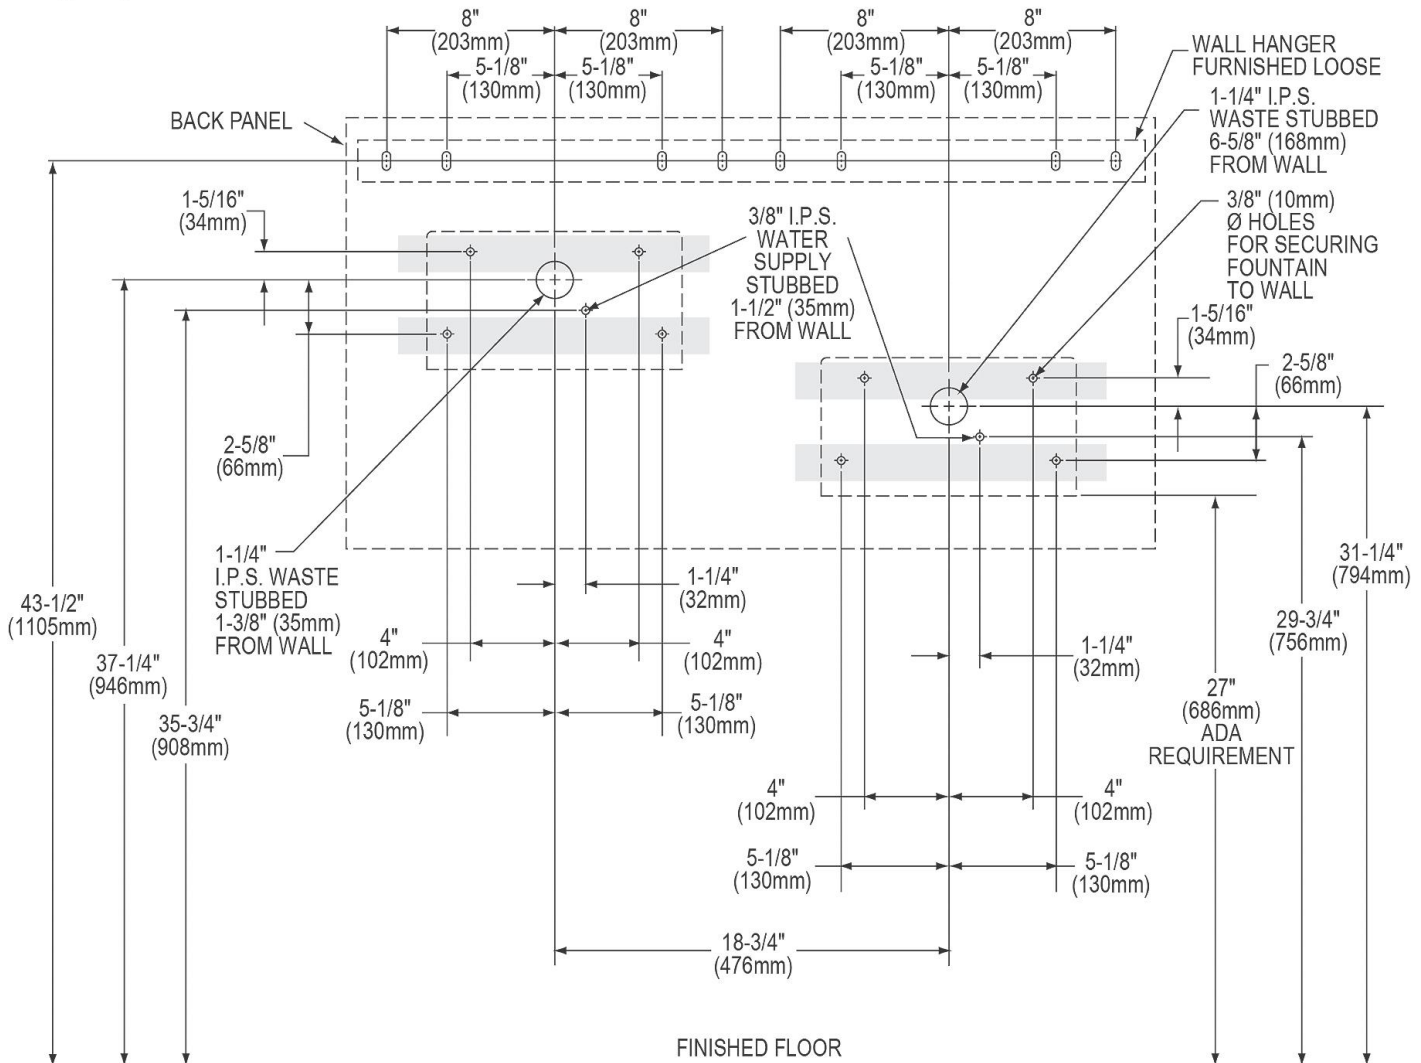 8"
(203mm)
8"
(203mm)
8"
(203mm)
8"
(203mm)
5-1/8"
(130mm)
5-1/8"
(130mm)
5-1/8"
(130mm)
5-1/8"
(130mm)
WALL HANGER
FURNISHED LOOSE
BACK PANEL
1-1/4" I.P.S.
WASTE STUBBED
6-5/8" (168mm)
FROM WALL
1-5/16"
(34mm)
3/8" I.P.S.
WATER
SUPPLY
STUBBED
1-1/2" (35mm)
FROM WALL
3/8" (10mm)
Ø HOLES
FOR SECURING
FOUNTAIN
TO WALL
1-5/16"
(34mm)
2-5/8"
(66mm)
2-5/8"
(66mm)
1-1/4"
I.P.S. WASTE
STUBBED
1-3/8" (35mm)
FROM WALL
31-1/4"
(794mm)
1-1/4"
(32mm)
43-1/2"
(1105mm)
29-3/4"
(756mm)
4"
(102mm)
4"
(102mm)
1-1/4"
(32mm)
37-1/4"
(946mm)
27"
(686mm)
ADA
REQUIREMENT
5-1/8"
(130mm)
5-1/8"
(130mm)
35-3/4"
(908mm)
4"
(102mm)
4"
(102mm)
5-1/8"
(130mm)
5-1/8"
(130mm)
18-3/4"
(476mm)
FINISHED FLOOR